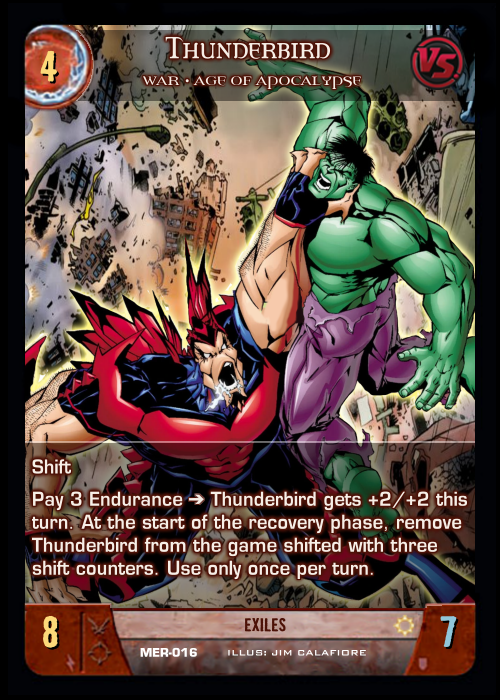 4
THUNDERBIRD
WAR • AGE OF APOCALYPSE
VS.
Shift
Pay 3 Endurance ➔ Thunderbird gets +2/+2 this
turn. At the start of the recovery phase, remove
Thunderbird from the game shifted with three
shift counters. Use only once per turn.
8
EXILES
7
MER-016 ILLUS: JIM CALAFIORE